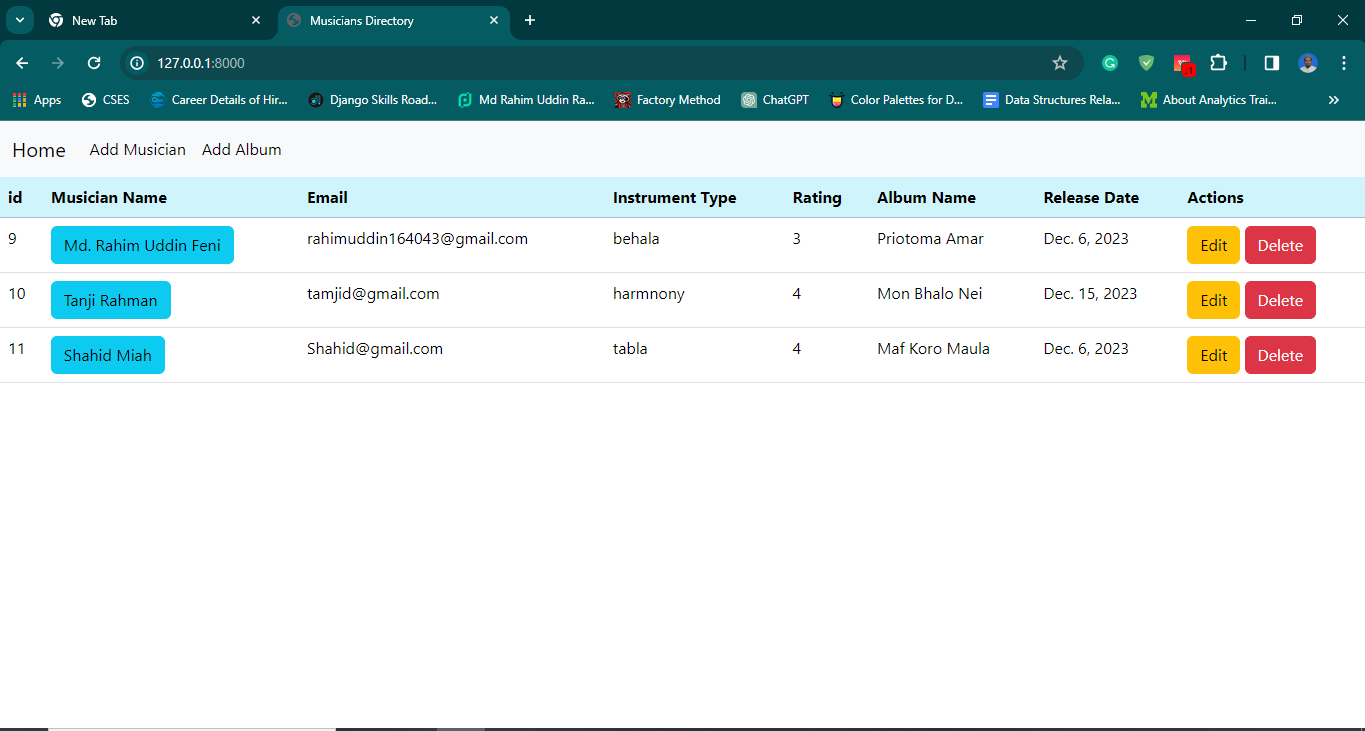 New Tab Musicians Directory
127.0.0.1:8000
Apps CSES Career Details of Hir... Django Skills Road... Md Rahim Uddin Ra... Factory Method ChatGPT Color Palettes for D... Data Structures Rela... About Analytics Trai...
Home Add Musician Add Album
id Musician Name Email Instrument Type Rating Album Name Release Date Actions
9 Md. Rahim Uddin Feni rahimuddin164043@gmail.com behala 3 Priotoma Amar Dec. 6, 2023 Edit Delete
10 Tanji Rahman tamjid@gmail.com harmnony 4 Mon Bhalo Nei Dec. 15, 2023 Edit Delete
11 Shahid Miah Shahid@gmail.com tabla 4 Maf Koro Maula Dec. 6, 2023 Edit Delete